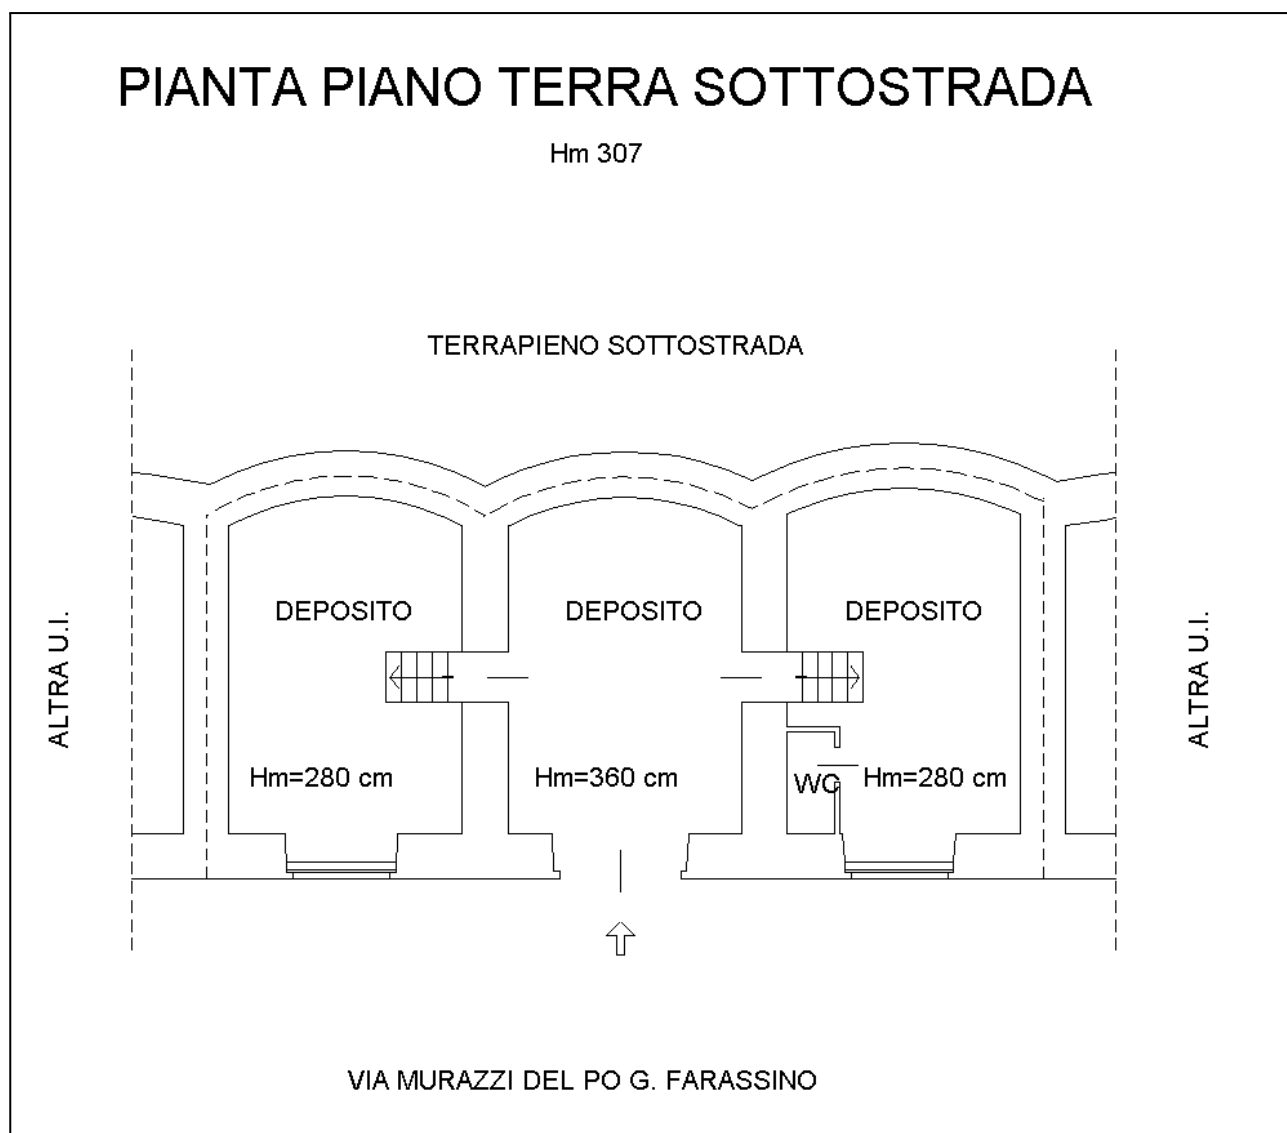 PIANTA PIANO TERRA SOTTOSTRADA
Hm 307
TERRAPIENO SOTTOSTRADA
DEPOSITO
DEPOSITO
DEPOSITO
ALTRA U.I.
ALTRA U.I.
Hm=280 cm
Hm=360 cm
WC
Hm=280 cm
VIA MURAZZI DEL PO G. FARASSINO